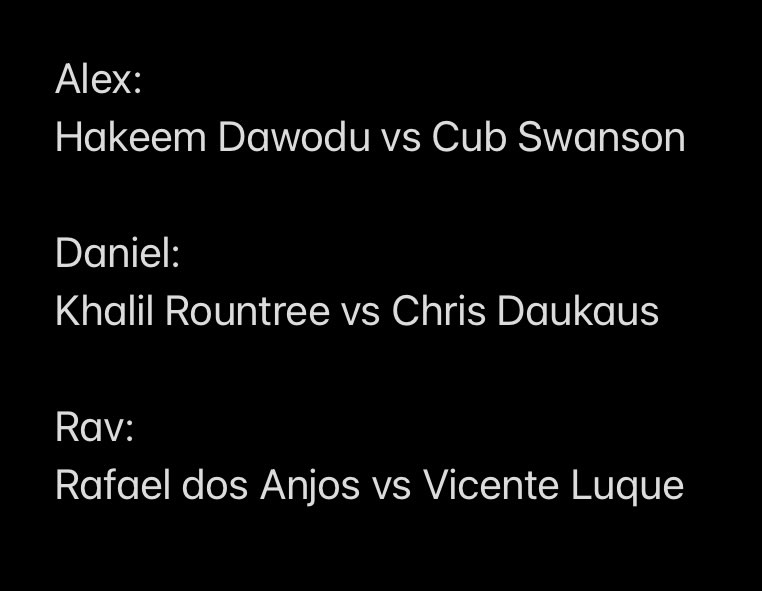 Alex:
Hakeem Dawodu vs Cub Swanson
Daniel:
Khalil Rountree vs Chris Daukaus
Rav:
Rafael dos Anjos vs Vicente Luque